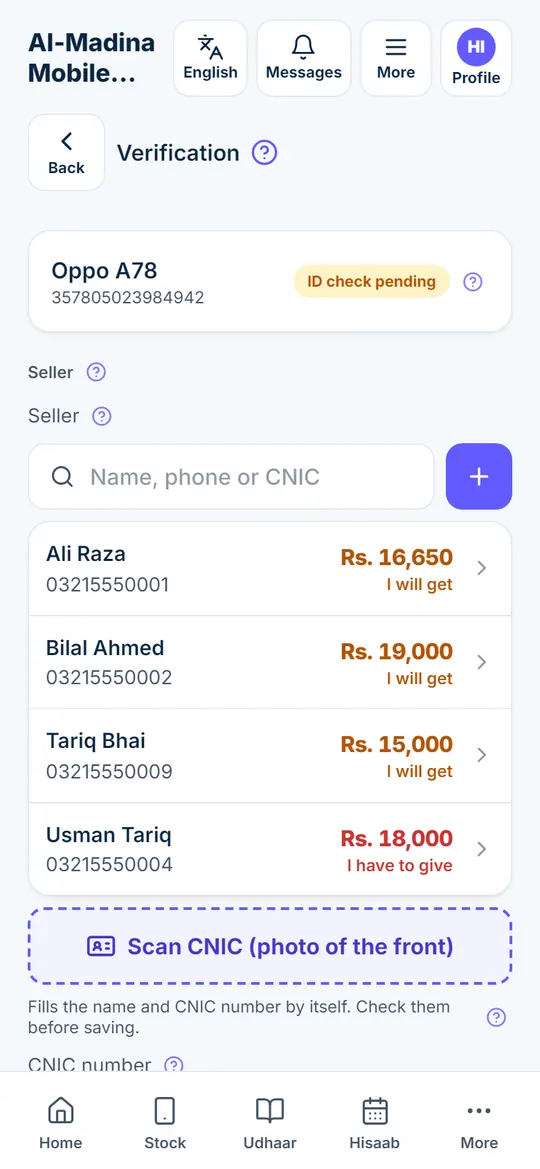 Al-Madina
Mobile...
English
Messages
More
HI
Profile
Back
Verification
Oppo A78
357805023984942
ID check pending
Seller
Seller
Name, phone or CNIC
Ali Raza
03215550001
Rs. 16,650
I will get
Bilal Ahmed
03215550002
Rs. 19,000
I will get
Tariq Bhai
03215550009
Rs. 15,000
I will get
Usman Tariq
03215550004
Rs. 18,000
I have to give
Scan CNIC (photo of the front)
Fills the name and CNIC number by itself. Check them
before saving.
CNIC number
Home
Stock
Udhaar
Hisaab
More